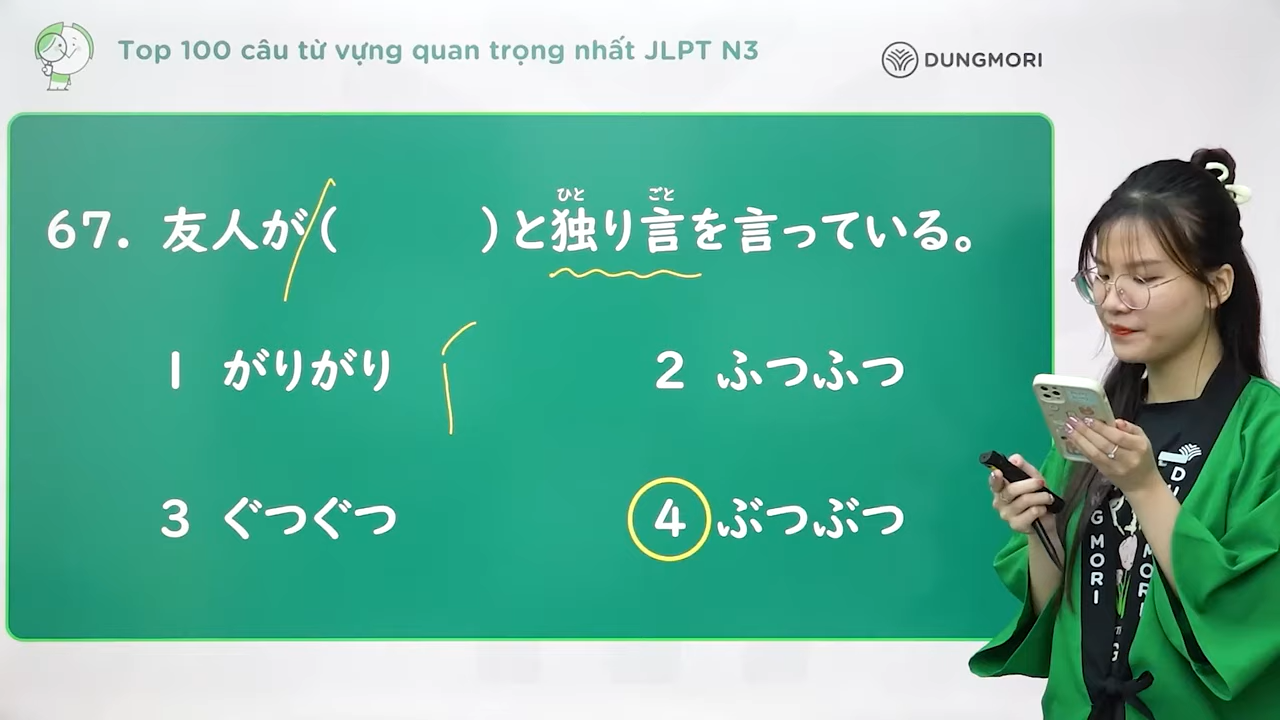 Top 100 câu từ vựng quan trọng nhất JLPT N3
DUNGMORI
ひと ごと
67. 友人が( )と独り言を言っている。
1 がりがり
2 ふつふつ
3 ぐつぐつ
4 ぶつぶつ